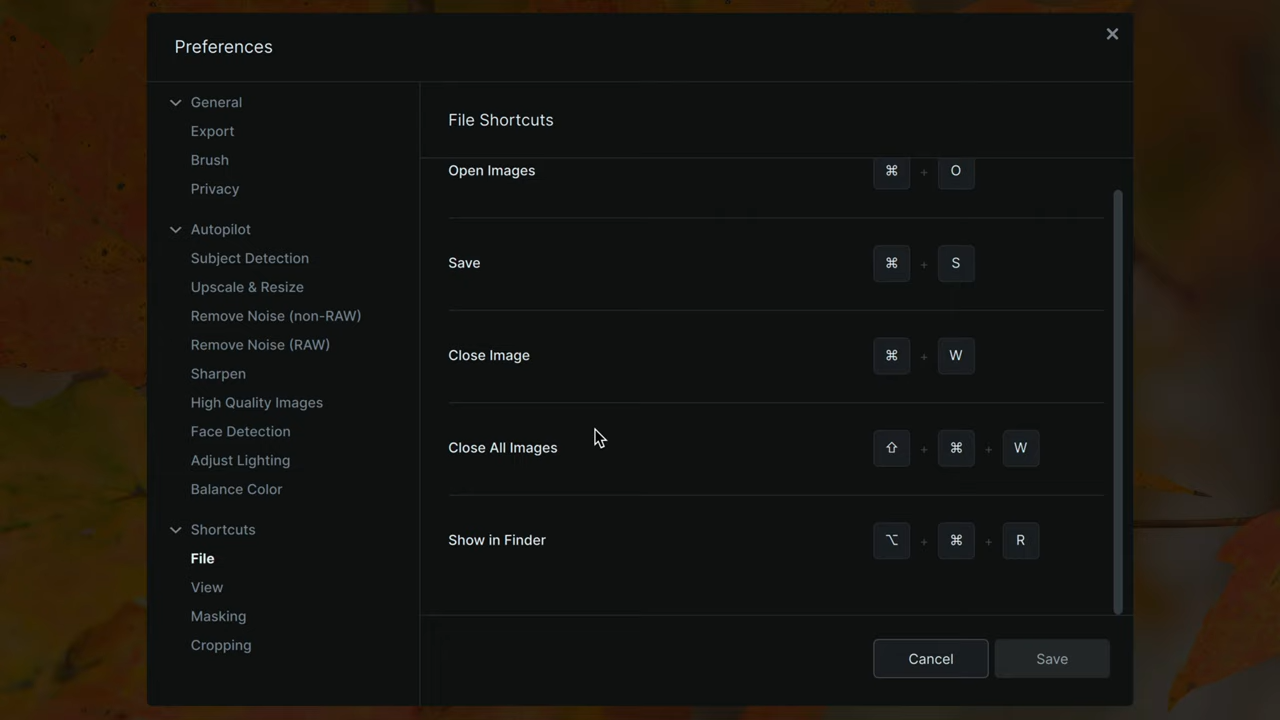 Preferences
✕
General
Export
Brush
Privacy
Autopilot
Subject Detection
Upscale & Resize
Remove Noise (non-RAW)
Remove Noise (RAW)
Sharpen
High Quality Images
Face Detection
Adjust Lighting
Balance Color
Shortcuts
File
View
Masking
Cropping
File Shortcuts
Open Images ⌘ + O
Save ⌘ + S
Close Image ⌘ + W
Close All Images ⇧ + ⌘ + W
Show in Finder ⌥ + ⌘ + R
Cancel Save